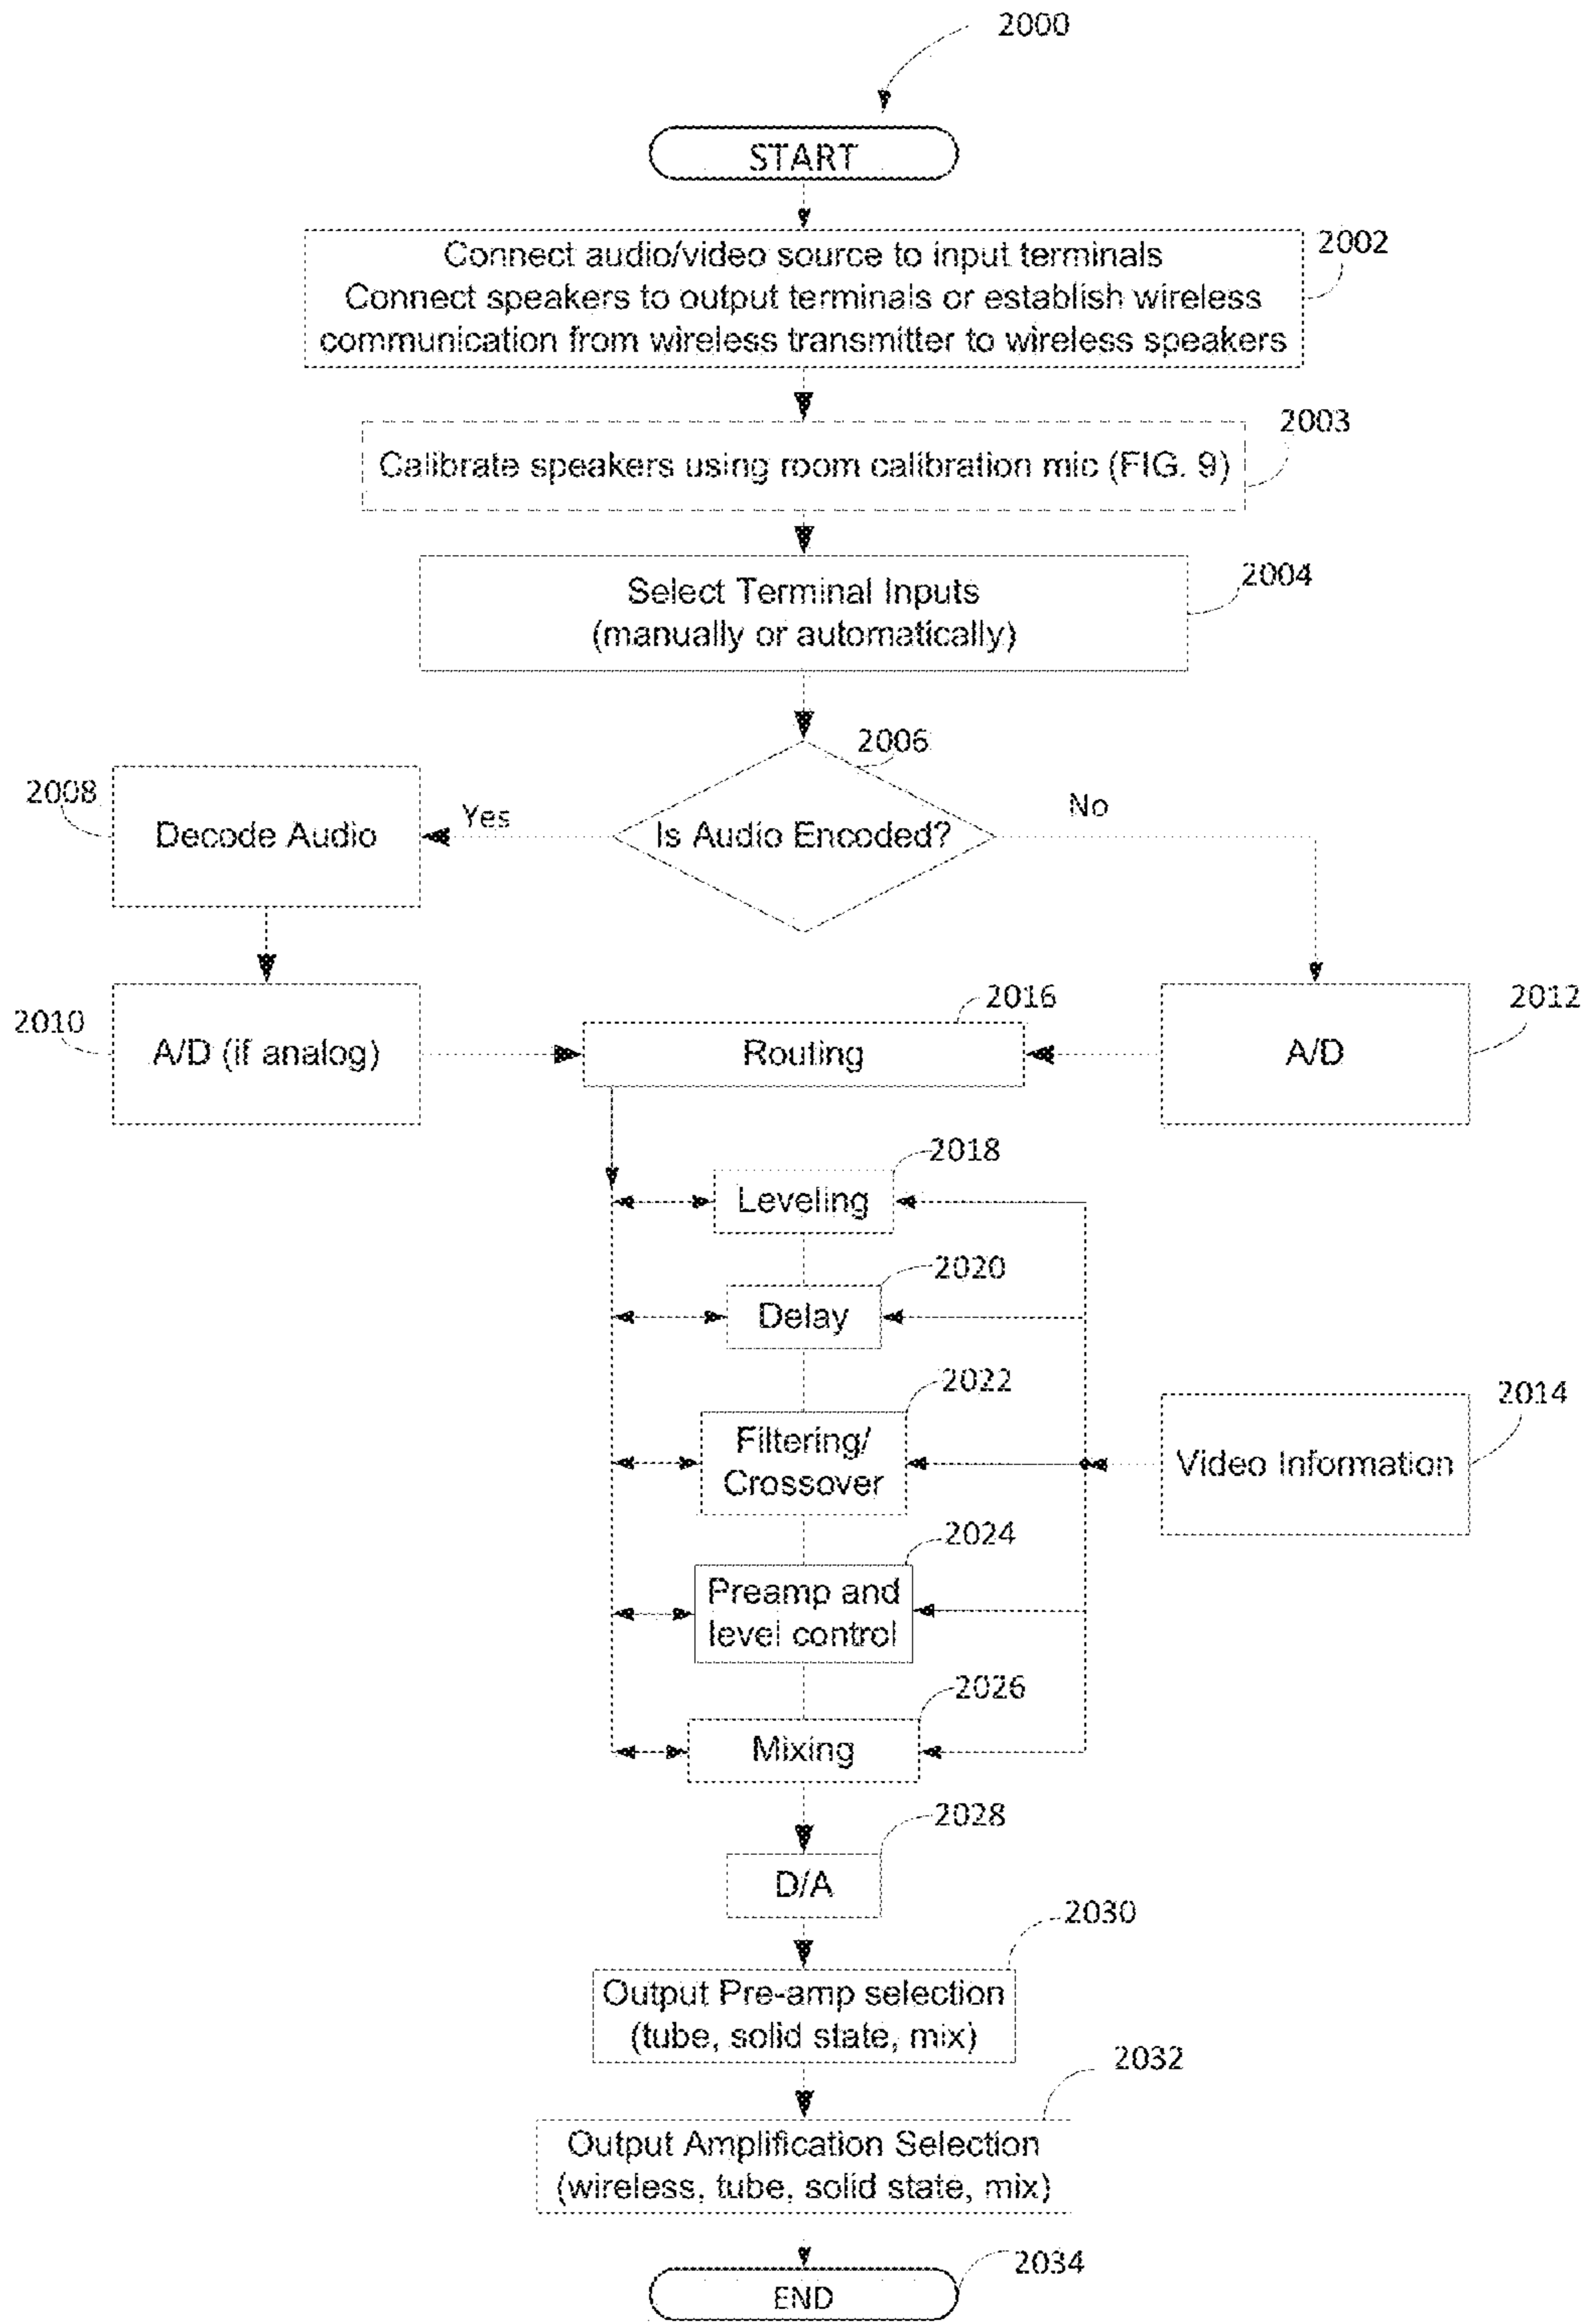 2000
START
Connect audio/video source to input terminals
Connect speakers to output terminals or establish wireless
communication from wireless transmitter to wireless speakers
2002
2003
Calibrate speakers using room calibration mic (FIG. 9)
Select Terminal Inputs
(manually or automatically)
2004
2006
2008
Decode Audio
Yes
Is Audio Encoded?
No
2010
A/D (if analog)
2016
Routing
A/D
2012
2018
Leveling
2020
Delay
2022
Filtering/
Crossover
2014
Video Information
2024
Preamp and
level control
2026
Mixing
2028
D/A
2030
Output Pre-amp selection
(tube, solid state, mix)
2032
Output Amplification Selection
(wireless, tube, solid state, mix)
2034
END